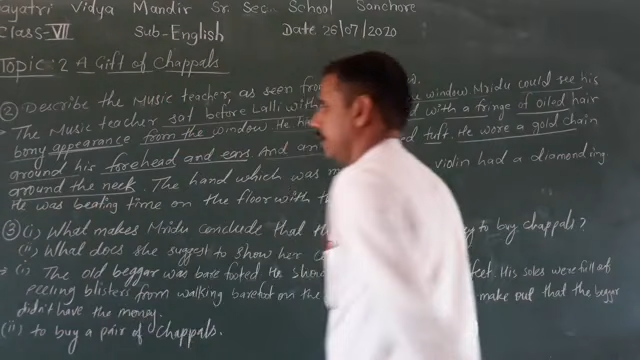 ayatri Vidya Mandir Sr. Sec. School Sanchore
Class-VII Sub-English Date 26/07/2020
Topic-2 A Gift of Chappals
② Describe the Music teacher, as seen from window.
The Music teacher sat before Lalli with window Mridu could see his
bony appearance from the window He with a fringe of oiled hair
around his forehead and ears And an tuft. He wore a gold chain
around the neck. The hand which was violin had a diamond ring
He was beating time on the floor with
③ (i) What makes Mridu conclude that the to buy chappals?
(ii) What does she suggest to show her
(i) The old beggar was bare footed. He feet. His soles were full of
peeling blisters from walking barefoot on the make out that the beggar
didn't have the money.
(ii) to buy a pair of Chappals.